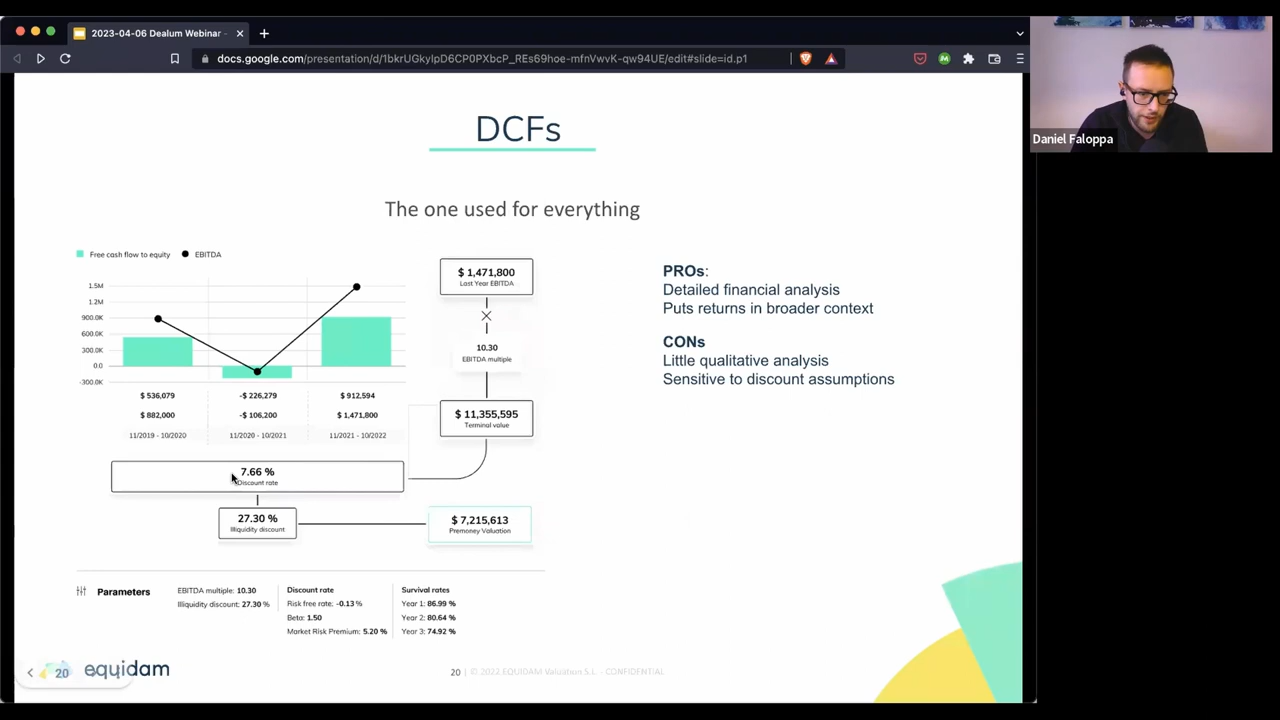 2023-04-06 Dealum Webinar -
docs.google.com/presentation/d/1bkrUGkyIpD6CP0PXbcP_REs69hoe-mfnVwvK-qw94UE/edit#slide=id.p1
Daniel Faloppa
DCFs
The one used for everything
Free cash flow to equity
EBITDA
1.5M
1.2M
900.0K
600.0K
300.0K
0.0
-300.0K
$ 536,079
-$ 226,279
$ 912,594
$ 882,000
-$ 106,200
$ 1,471,800
11/2019 - 10/2020
11/2020 - 10/2021
11/2021 - 10/2022
7.66 %
Discount rate
27.30 %
Illiquidity discount
$ 1,471,800
Last Year EBITDA
10.30
EBITDA multiple
$ 11,355,595
Terminal value
$ 7,215,613
Premoney Valuation
PROs:
Detailed financial analysis
Puts returns in broader context
CONs
Little qualitative analysis
Sensitive to discount assumptions
Parameters
EBITDA multiple: 10.30
Illiquidity discount: 27.30 %
Discount rate
Risk free rate: -0.13 %
Beta: 1.50
Market Risk Premium: 5.20 %
Survival rates
Year 1: 86.99 %
Year 2: 80.64 %
Year 3: 74.92 %
20
equidam
20 | © 2022 EQUIDAM Valuation S.L. - CONFIDENTIAL